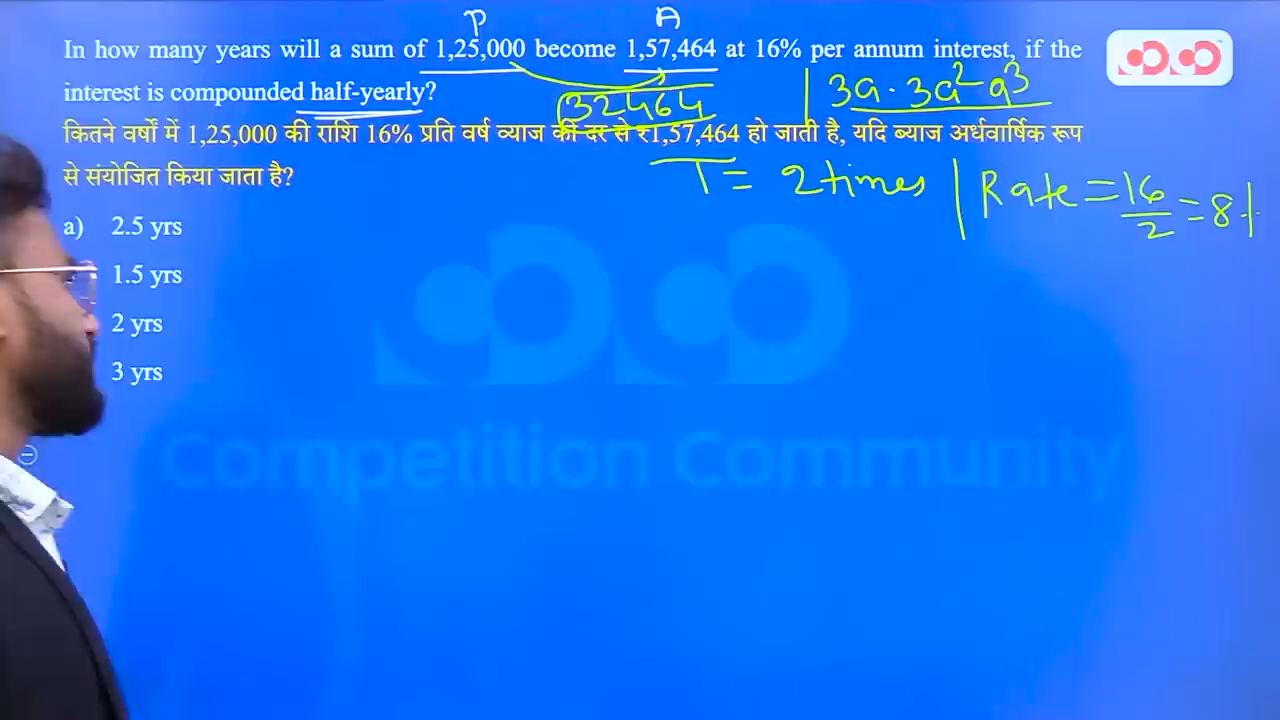 P A
In how many years will a sum of 1,25,000 become 1,57,464 at 16% per annum interest, if the
interest is compounded half-yearly?
32464 | 3a . 3a² a³
कितने वर्षों में 1,25,000 की राशि 16% प्रति वर्ष ब्याज की दर से ₹1,57,464 हो जाती है, यदि ब्याज अर्धवार्षिक रूप
से संयोजित किया जाता है?
T = 2 times | Rate = 16/2 = 8%
a) 2.5 yrs
1.5 yrs
2 yrs
3 yrs
Competition Community